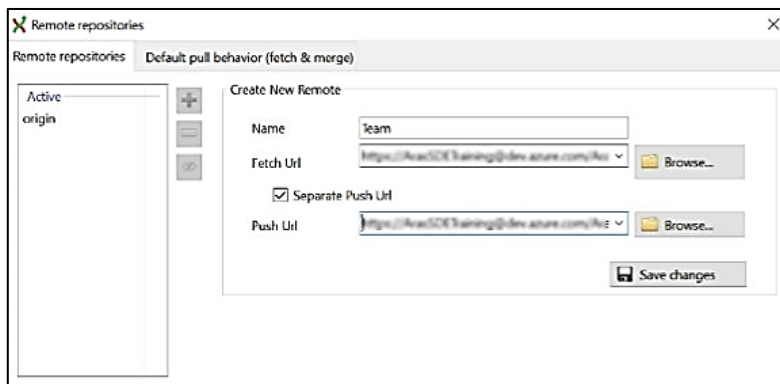 Remote repositories
Remote repositories Default pull behavior (fetch & merge)
Active
origin
Create New Remote
Name Team
Fetch Url Browse...
Separate Push Url
Push Url Browse...
Save changes